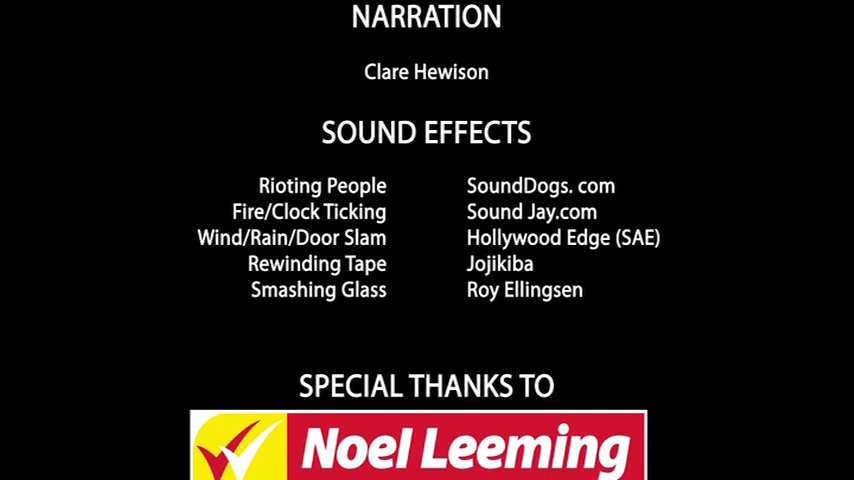 NARRATION
Clare Hewison
SOUND EFFECTS
Rioting People SoundDogs. com
Fire/Clock Ticking Sound Jay.com
Wind/Rain/Door Slam Hollywood Edge (SAE)
Rewinding Tape Jojikiba
Smashing Glass Roy Ellingsen
SPECIAL THANKS TO
Noel Leeming